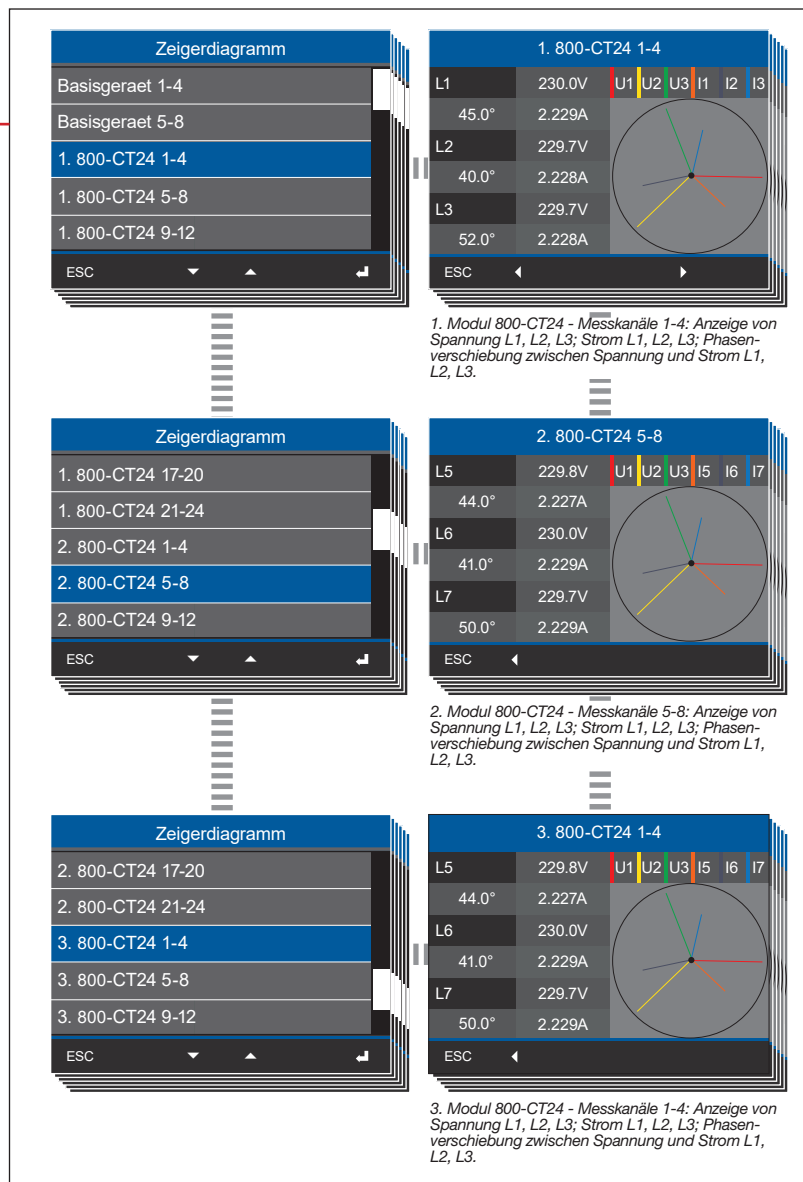 Zeigerdiagramm
Basisgeraet 1-4
Basisgeraet 5-8
1. 800-CT24 1-4
1. 800-CT24 5-8
1. 800-CT24 9-12
ESC
1. 800-CT24 1-4
L1 230.0V U1 U2 U3 I1 I2 I3
45.0° 2.229A
L2 229.7V
40.0° 2.228A
L3 229.7V
52.0° 2.228A
ESC
1. Modul 800-CT24 - Messkanäle 1-4: Anzeige von
Spannung L1, L2, L3; Strom L1, L2, L3; Phasen-
verschiebung zwischen Spannung und Strom L1,
L2, L3.
Zeigerdiagramm
1. 800-CT24 17-20
1. 800-CT24 21-24
2. 800-CT24 1-4
2. 800-CT24 5-8
2. 800-CT24 9-12
ESC
2. 800-CT24 5-8
L5 229.8V U1 U2 U3 I5 I6 I7
44.0° 2.227A
L6 230.0V
41.0° 2.229A
L7 229.7V
50.0° 2.229A
ESC
2. Modul 800-CT24 - Messkanäle 5-8: Anzeige von
Spannung L1, L2, L3; Strom L1, L2, L3; Phasen-
verschiebung zwischen Spannung und Strom L1,
L2, L3.
Zeigerdiagramm
2. 800-CT24 17-20
2. 800-CT24 21-24
3. 800-CT24 1-4
3. 800-CT24 5-8
3. 800-CT24 9-12
ESC
3. 800-CT24 1-4
L5 229.8V U1 U2 U3 I5 I6 I7
44.0° 2.227A
L6 230.0V
41.0° 2.229A
L7 229.7V
50.0° 2.229A
ESC
3. Modul 800-CT24 - Messkanäle 1-4: Anzeige von
Spannung L1, L2, L3; Strom L1, L2, L3; Phasen-
verschiebung zwischen Spannung und Strom L1,
L2, L3.